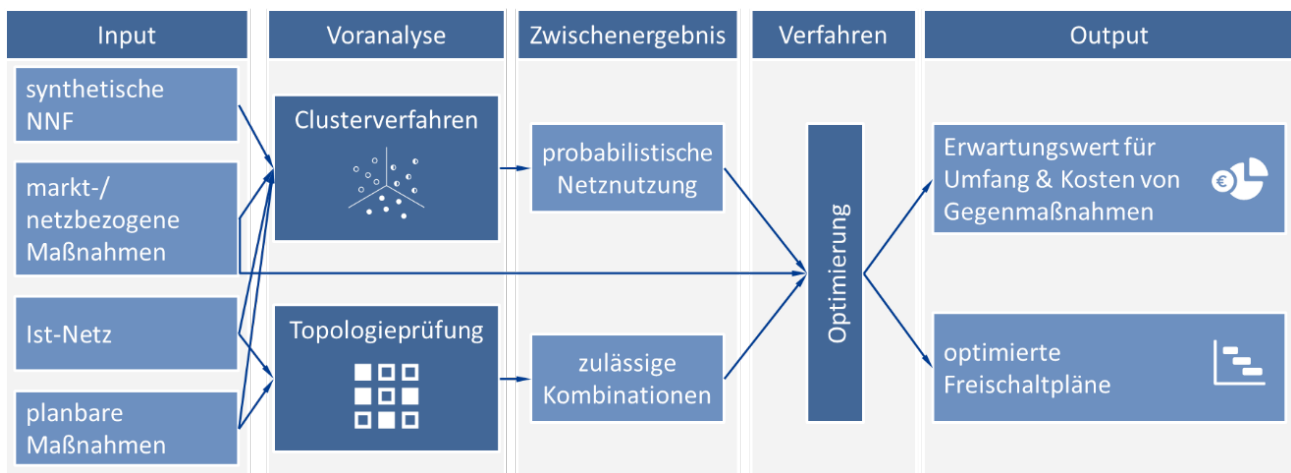 Input
Voranalyse
Zwischenergebnis
Verfahren
Output
synthetische
NNF
markt-/
netzbezogene
Maßnahmen
Ist-Netz
planbare
Maßnahmen
Clusterverfahren
Topologieprüfung
probabilistische
Netznutzung
zulässige
Kombinationen
Optimierung
Erwartungswert für
Umfang & Kosten von
Gegenmaßnahmen
€
optimierte
Freischaltpläne